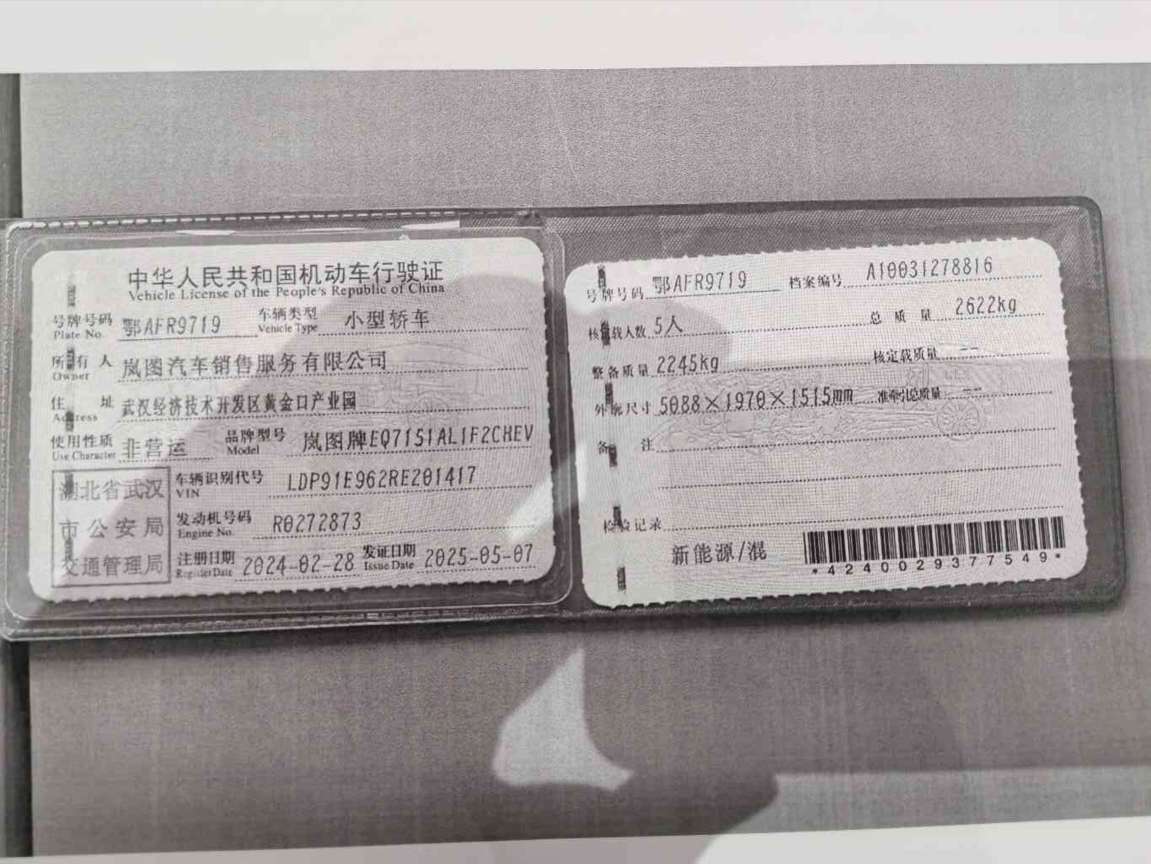 中华人民共和国机动车行驶证
Vehicle License of the People's Republic of China
号牌号码 鄂AFR9719 车辆类型 小型轿车
Plate No. Vehicle Type
所有人 岚图汽车销售服务有限公司
Owner
住址 武汉经济技术开发区黄金口产业园
Address
使用性质 非营运 品牌型号 岚图牌EQ7151AL1F2CHEV
Use Character Model
湖北省武汉
市公安局
交通管理局
车辆识别代号 LDP91E962RE201417
VIN
发动机号码 R0272873
Engine No.
注册日期 2024-02-28 发证日期 2025-05-07
Register Date Issue Date
号牌号码 鄂AFR9719 档案编号 A10031278816
核定载人数 5人 总质量 2622kg
整备质量 2245kg 核定载质量 --
外廓尺寸 5088×1970×1515mm 准牵引总质量 --
备注
检验记录
新能源/混
*4240029377549*